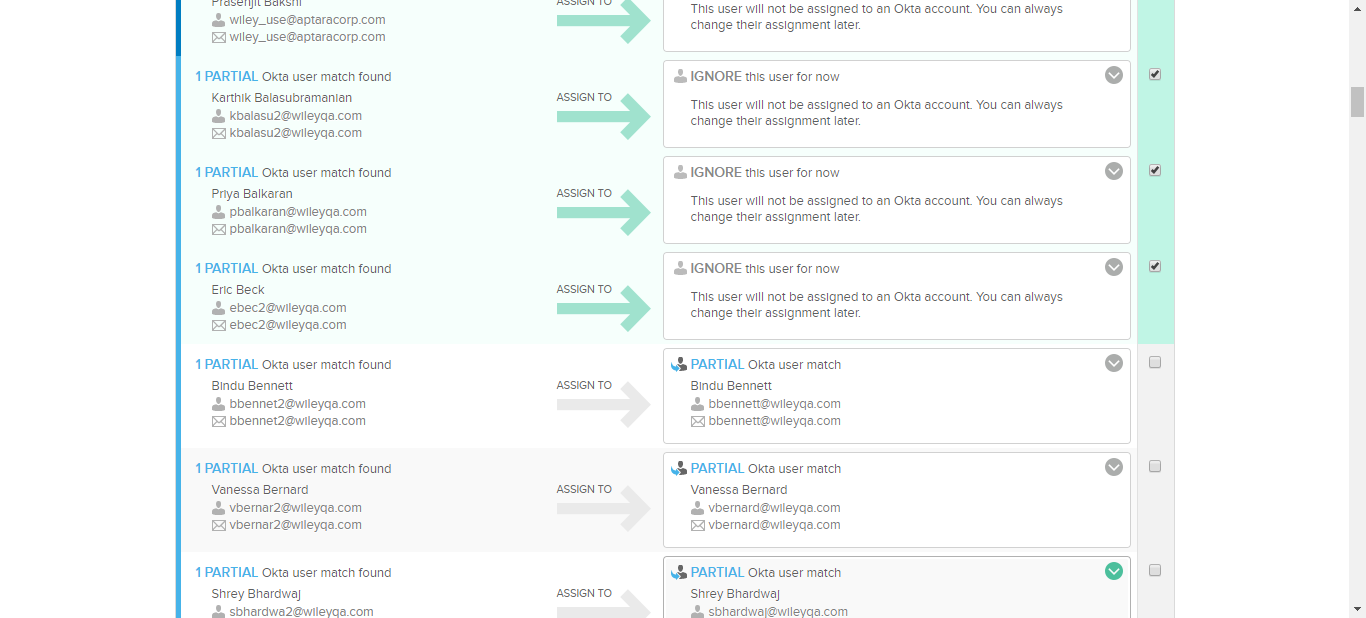 Prasenjit Bakshi
wiley_use@aptaracorp.com
wiley_use@aptaracorp.com
ASSIGN TO
This user will not be assigned to an Okta account. You can always
change their assignment later.
1 PARTIAL Okta user match found
Karthik Balasubramanian
kbalasu2@wileyqa.com
kbalasu2@wileyqa.com
ASSIGN TO
IGNORE this user for now
This user will not be assigned to an Okta account. You can always
change their assignment later.
1 PARTIAL Okta user match found
Priya Balkaran
pbalkaran@wileyqa.com
pbalkaran@wileyqa.com
ASSIGN TO
IGNORE this user for now
This user will not be assigned to an Okta account. You can always
change their assignment later.
1 PARTIAL Okta user match found
Eric Beck
ebec2@wileyqa.com
ebec2@wileyqa.com
ASSIGN TO
IGNORE this user for now
This user will not be assigned to an Okta account. You can always
change their assignment later.
1 PARTIAL Okta user match found
Bindu Bennett
bbennet2@wileyqa.com
bbennet2@wileyqa.com
ASSIGN TO
PARTIAL Okta user match
Bindu Bennett
bbennett@wileyqa.com
bbennett@wileyqa.com
1 PARTIAL Okta user match found
Vanessa Bernard
vbernar2@wileyqa.com
vbernar2@wileyqa.com
ASSIGN TO
PARTIAL Okta user match
Vanessa Bernard
vbernard@wileyqa.com
vbernard@wileyqa.com
1 PARTIAL Okta user match found
Shrey Bhardwaj
sbhardwa2@wileyqa.com
ASSIGN TO
PARTIAL Okta user match
Shrey Bhardwaj
sbhardwaj@wileyqa.com